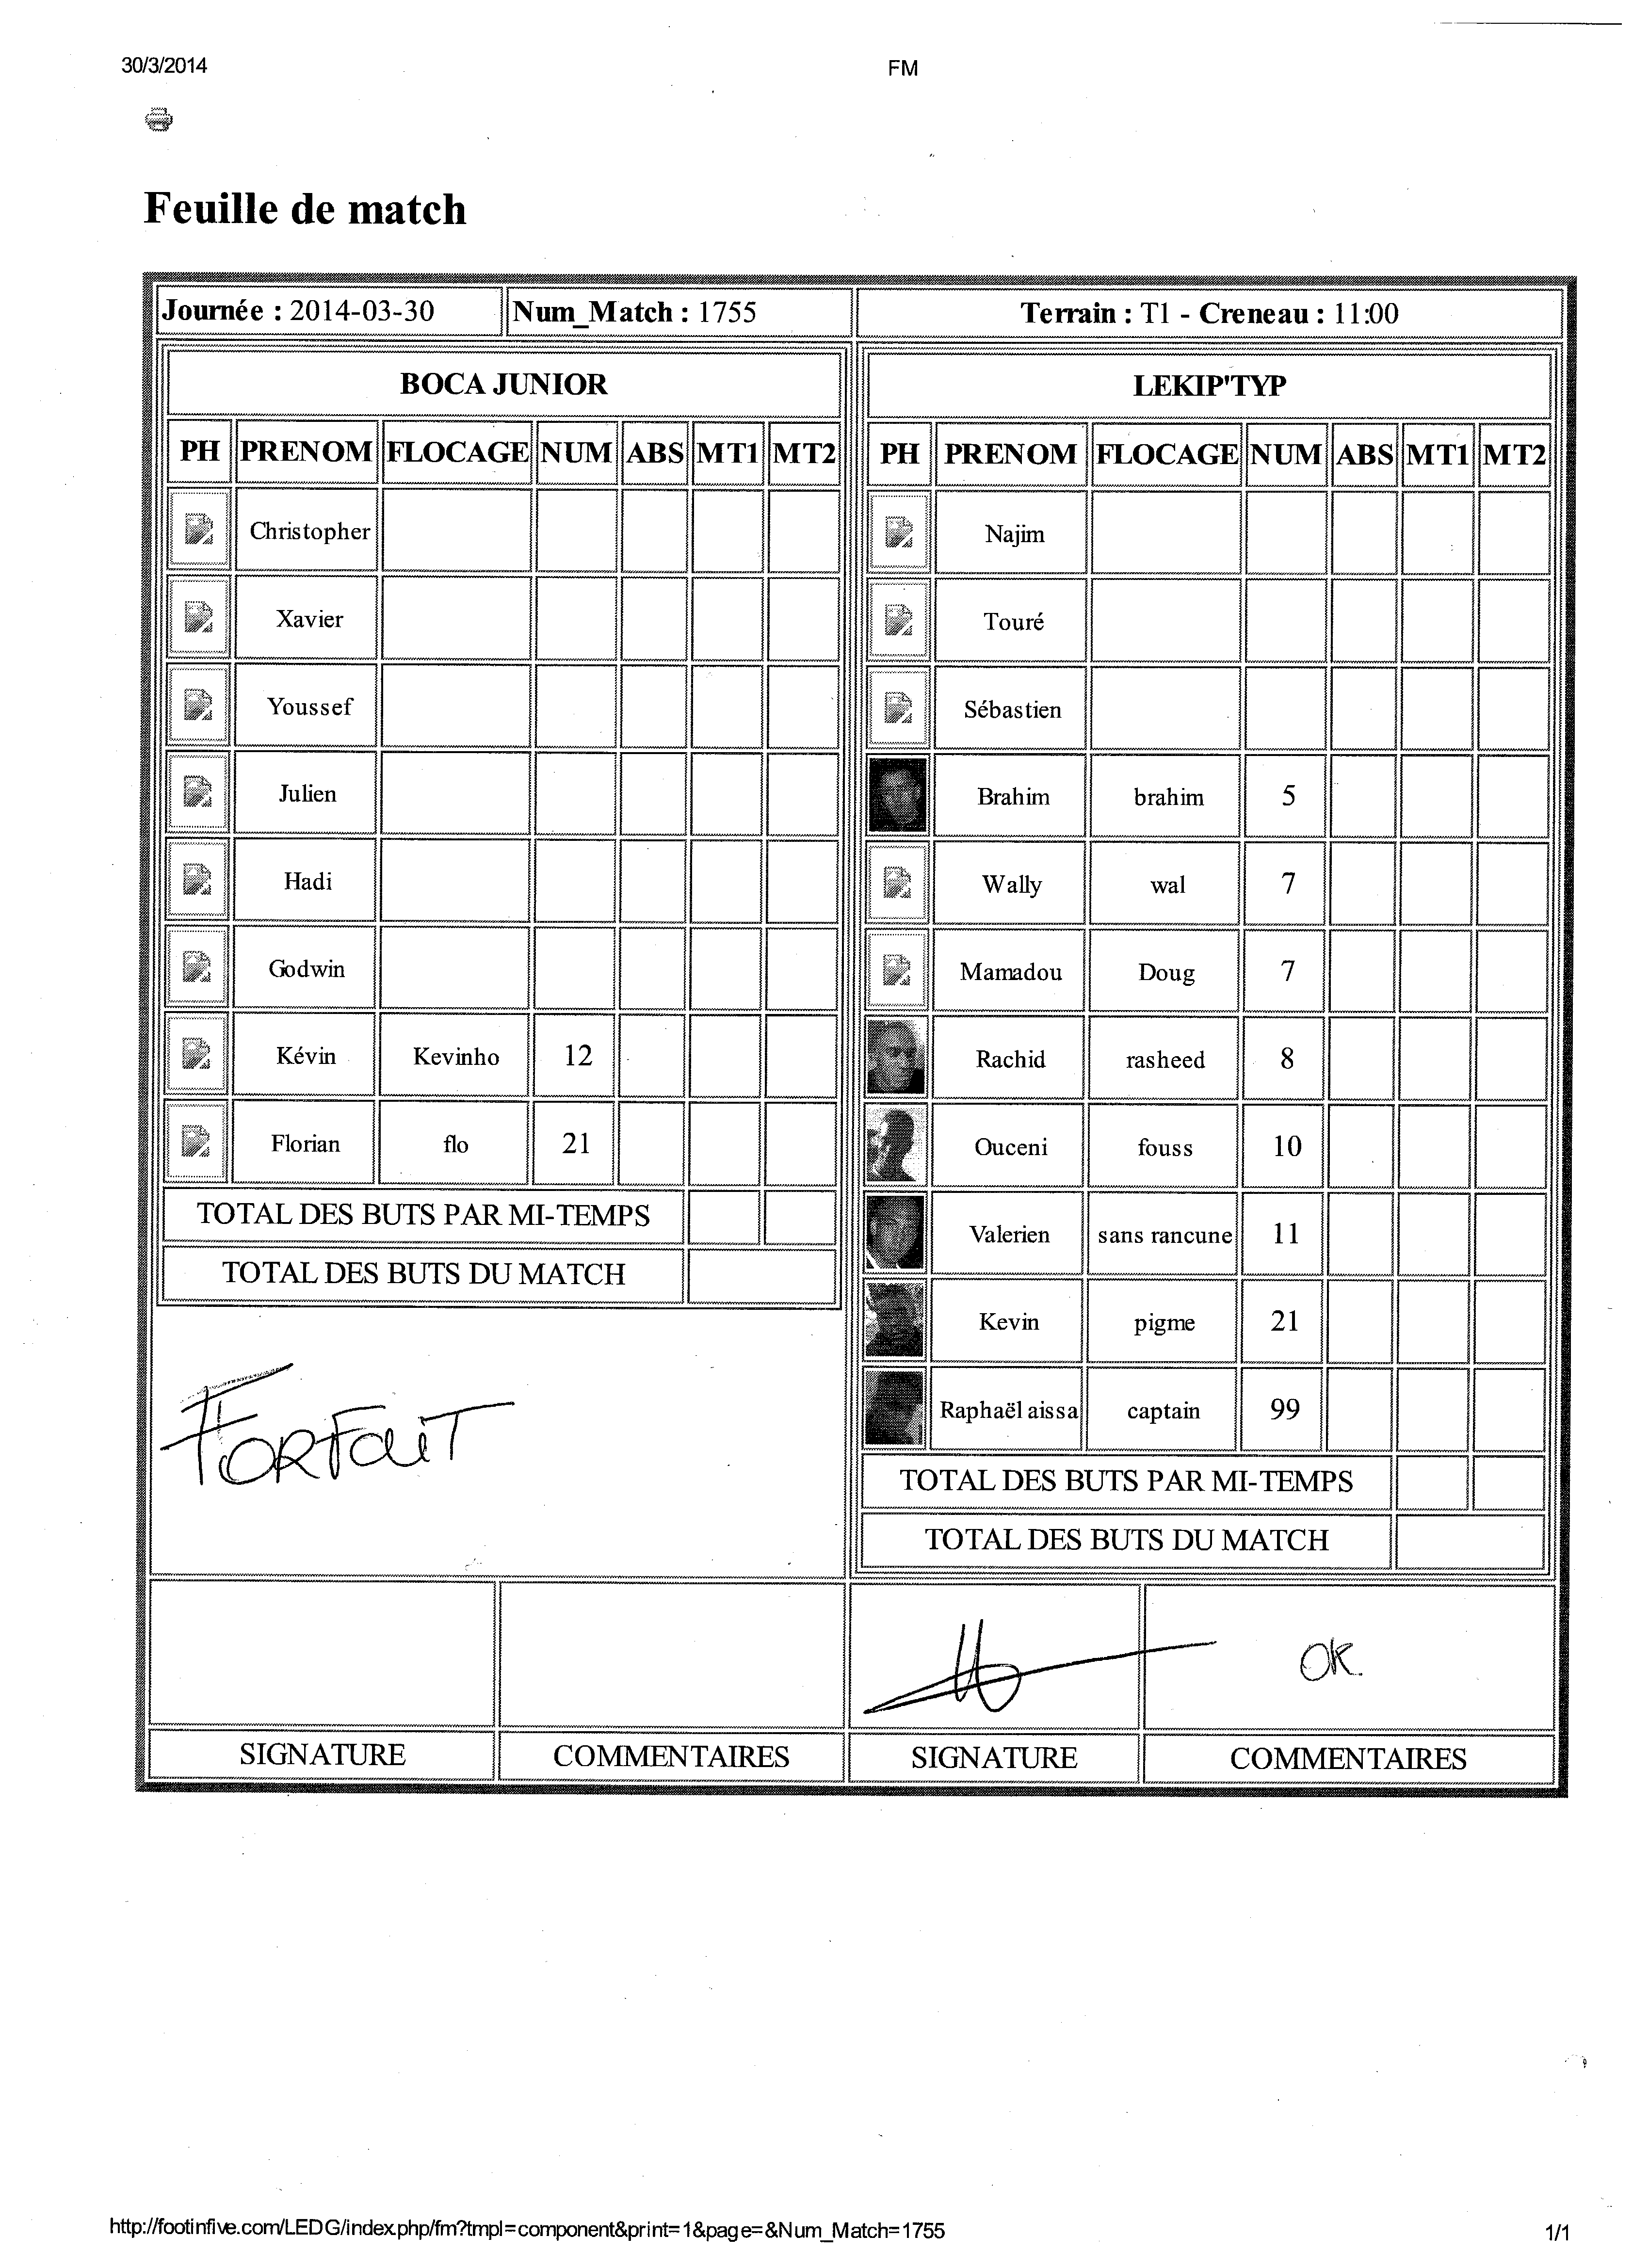 30/3/2014 FM
Feuille de match
Journée : 2014-03-30 Num_Match : 1755 Terrain : T1 - Creneau : 11:00
BOCA JUNIOR
PH PRENOM FLOCAGE NUM ABS MT1 MT2
Christopher
Xavier
Youssef
Julien
Hadi
Godwin
Kévin Kevinho 12
Florian flo 21
TOTAL DES BUTS PAR MI-TEMPS
TOTAL DES BUTS DU MATCH
FORFAIT
LEKIP'TYP
PH PRENOM FLOCAGE NUM ABS MT1 MT2
Najim
Touré
Sébastien
Brahim brahim 5
Wally wal 7
Mamadou Doug 7
Rachid rasheed 8
Ouceni fouss 10
Valerien sans rancune 11
Kevin pigme 21
Raphaël aissa captain 99
TOTAL DES BUTS PAR MI-TEMPS
TOTAL DES BUTS DU MATCH
OK.
SIGNATURE COMMENTAIRES SIGNATURE COMMENTAIRES
http://footinfive.com/LEDG/index.php/fm?tmpl=component&print=1&page=&Num_Match=1755 1/1